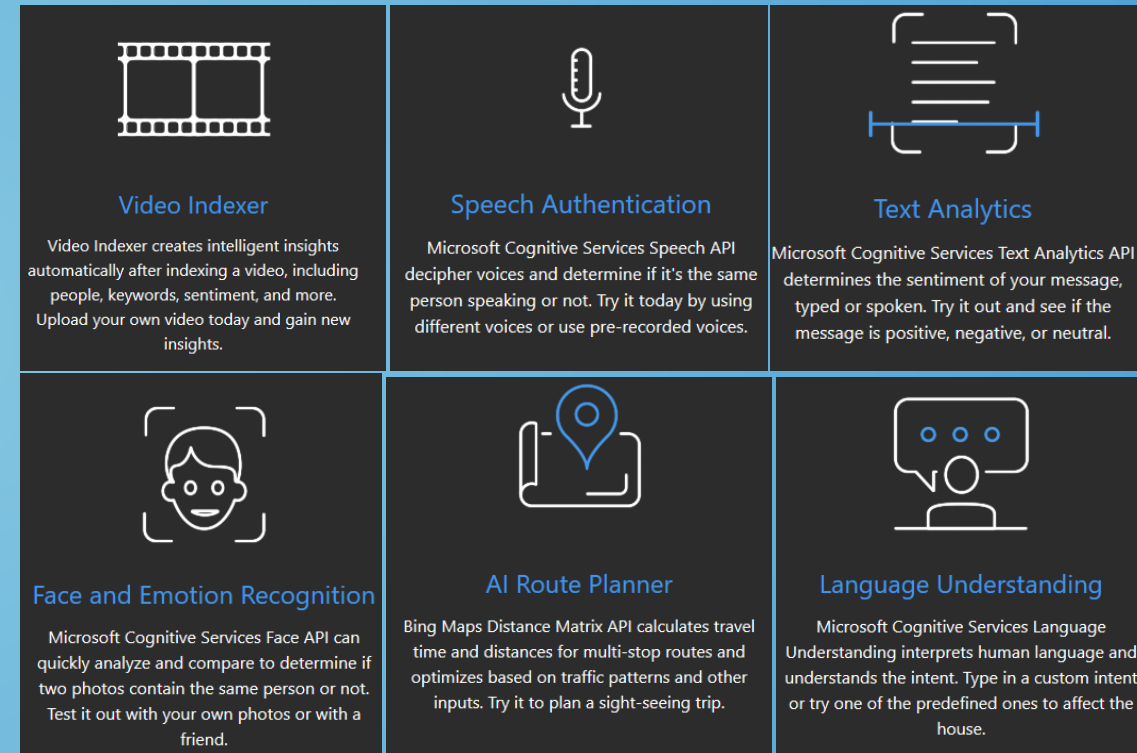 Video Indexer
Video Indexer creates intelligent insights
automatically after indexing a video, including
people, keywords, sentiment, and more.
Upload your own video today and gain new
insights.
Speech Authentication
Microsoft Cognitive Services Speech API
decipher voices and determine if it's the same
person speaking or not. Try it today by using
different voices or use pre-recorded voices.
Text Analytics
Microsoft Cognitive Services Text Analytics API
determines the sentiment of your message,
typed or spoken. Try it out and see if the
message is positive, negative, or neutral.
Face and Emotion Recognition
Microsoft Cognitive Services Face API can
quickly analyze and compare to determine if
two photos contain the same person or not.
Test it out with your own photos or with a
friend.
AI Route Planner
Bing Maps Distance Matrix API calculates travel
time and distances for multi-stop routes and
optimizes based on traffic patterns and other
inputs. Try it to plan a sight-seeing trip.
Language Understanding
Microsoft Cognitive Services Language
Understanding interprets human language and
understands the intent. Type in a custom intent
or try one of the predefined ones to affect the
house.